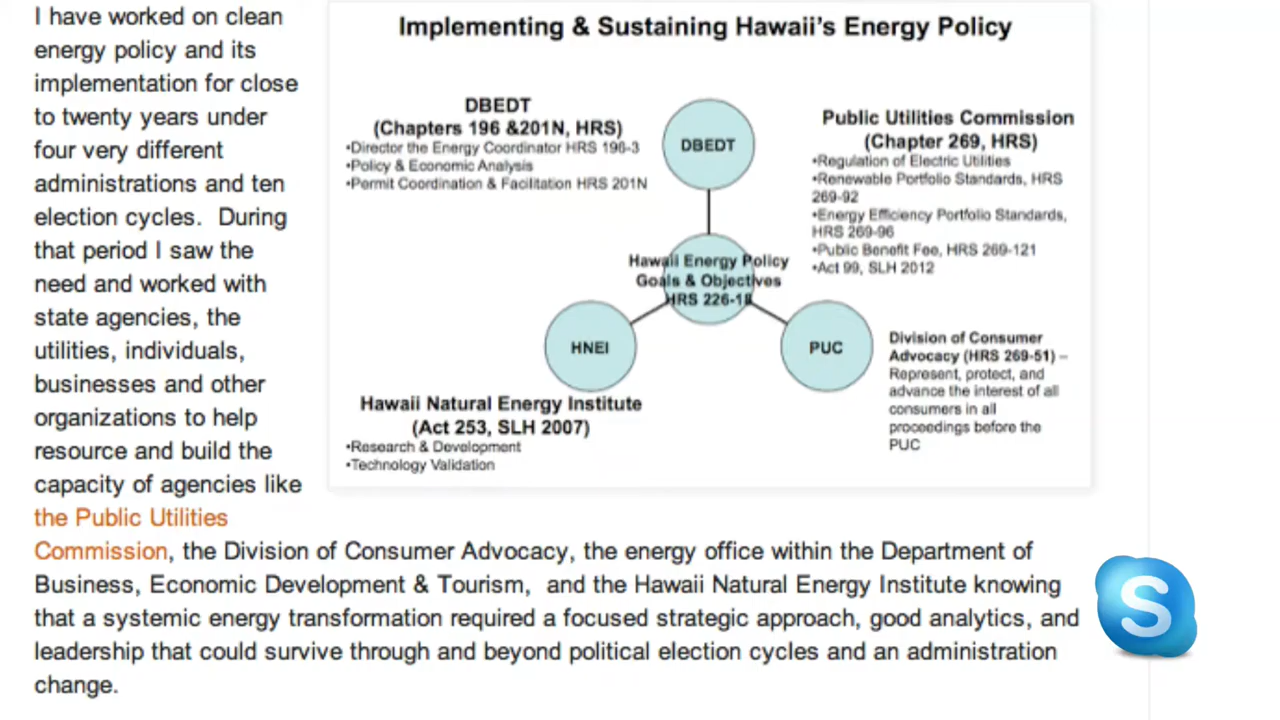 I have worked on clean
energy policy and its
implementation for close
to twenty years under
four very different
administrations and ten
election cycles.  During
that period I saw the
need and worked with
state agencies, the
utilities, individuals,
businesses and other
organizations to help
resource and build the
capacity of agencies like
the Public Utilities
Commission, the Division of Consumer Advocacy, the energy office within the Department of
Business, Economic Development & Tourism,  and the Hawaii Natural Energy Institute knowing
that a systemic energy transformation required a focused strategic approach, good analytics, and
leadership that could survive through and beyond political election cycles and an administration
change.
Implementing & Sustaining Hawaii's Energy Policy
DBEDT
(Chapters 196 &201N, HRS)
•Director the Energy Coordinator HRS 196-3
•Policy & Economic Analysis
•Permit Coordination & Facilitation HRS 201N
DBEDT
Public Utilities Commission
(Chapter 269, HRS)
•Regulation of Electric Utilities
•Renewable Portfolio Standards, HRS
269-92
•Energy Efficiency Portfolio Standards,
HRS 269-96
•Public Benefit Fee, HRS 269-121
•Act 99, SLH 2012
Hawaii Energy Policy
Goals & Objectives
HRS 226-18
HNEI
PUC
Division of Consumer
Advocacy (HRS 269-51) –
Represent, protect, and
advance the interest of all
consumers in all
proceedings before the
PUC
Hawaii Natural Energy Institute
(Act 253, SLH 2007)
•Research & Development
•Technology Validation
S